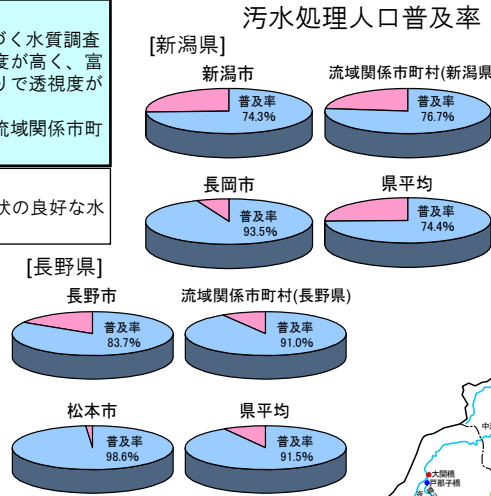 汚水処理人口普及率
づく水質調査
度が高く、富
りで透視度が
流域関係市町
状の良好な水
[新潟県]
新潟市
普及率
74.3%
流域関係市町村(新潟県
普及率
76.7%
長岡市
普及率
93.5%
県平均
普及率
74.4%
[長野県]
長野市
普及率
83.7%
流域関係市町村(長野県)
普及率
91.0%
松本市
普及率
98.6%
県平均
普及率
91.5%
大関橋
戸那子橋